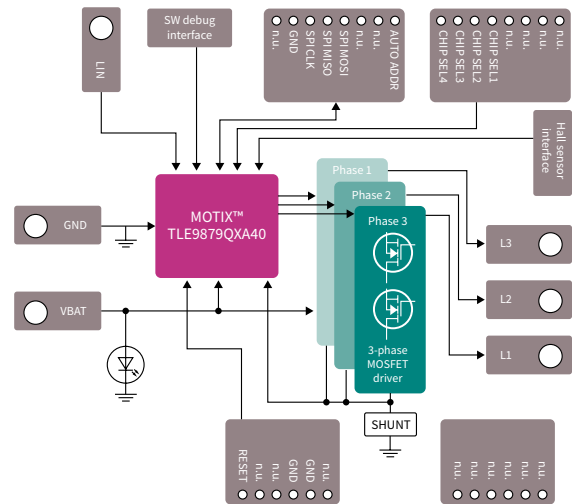 LIN
SW debug
interface
n.u.
GND
SPI CLK
SPI MISO
SPI MOSI
n.u.
n.u.
AUTO ADDR
CHIP SEL4
CHIP SEL3
CHIP SEL2
CHIP SEL1
n.u.
n.u.
n.u.
n.u.
Hall sensor
interface
Phase 1
Phase 2
Phase 3
MOTIX™
TLE9879QXA40
GND
VBAT
L3
L2
L1
3-phase
MOSFET
driver
SHUNT
RESET
n.u.
n.u.
GND
GND
n.u.
n.u.
n.u.
n.u.
n.u.
n.u.
n.u.